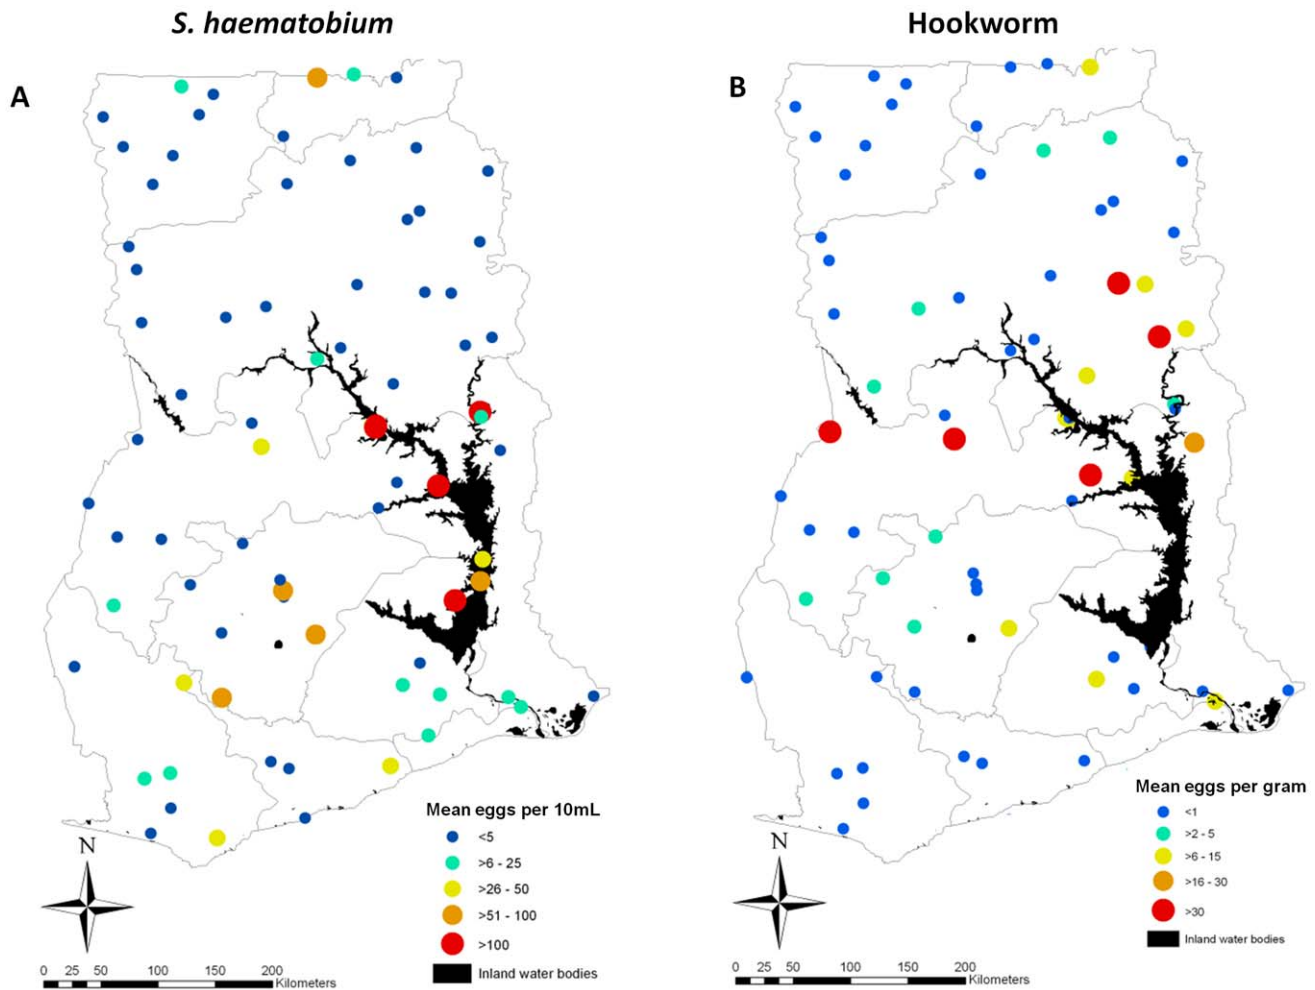 S. haematobium
Hookworm
A
B
Mean eggs per 10mL
<5
>6 - 25
>26 - 50
>51 - 100
>100
Inland water bodies
N
0 25 50 100 150 200
Kilometers
Mean eggs per gram
<1
>2 - 5
>6 - 15
>16 - 30
>30
Inland water bodies
N
0 25 50 100 150 200
Kilometers